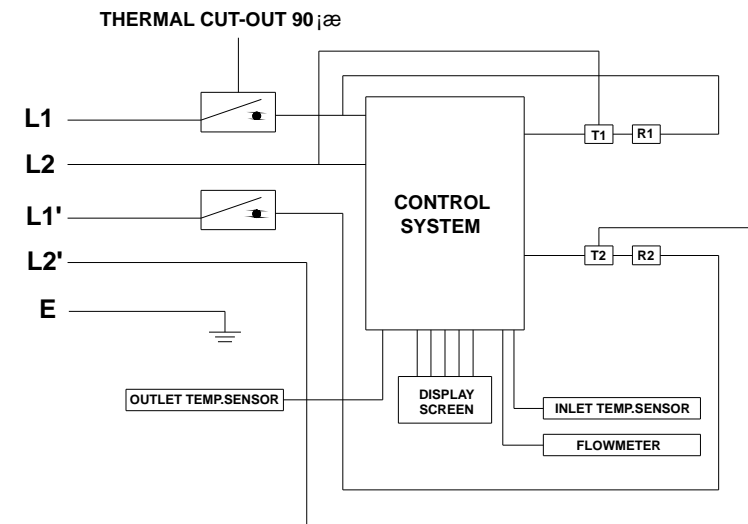 THERMAL CUT-OUT 90¡æ
L1
T1
R1
L2
CONTROL
SYSTEM
L1'
L2'
T2
R2
E
OUTLET TEMP.SENSOR
DISPLAY
SCREEN
INLET TEMP.SENSOR
FLOWMETER